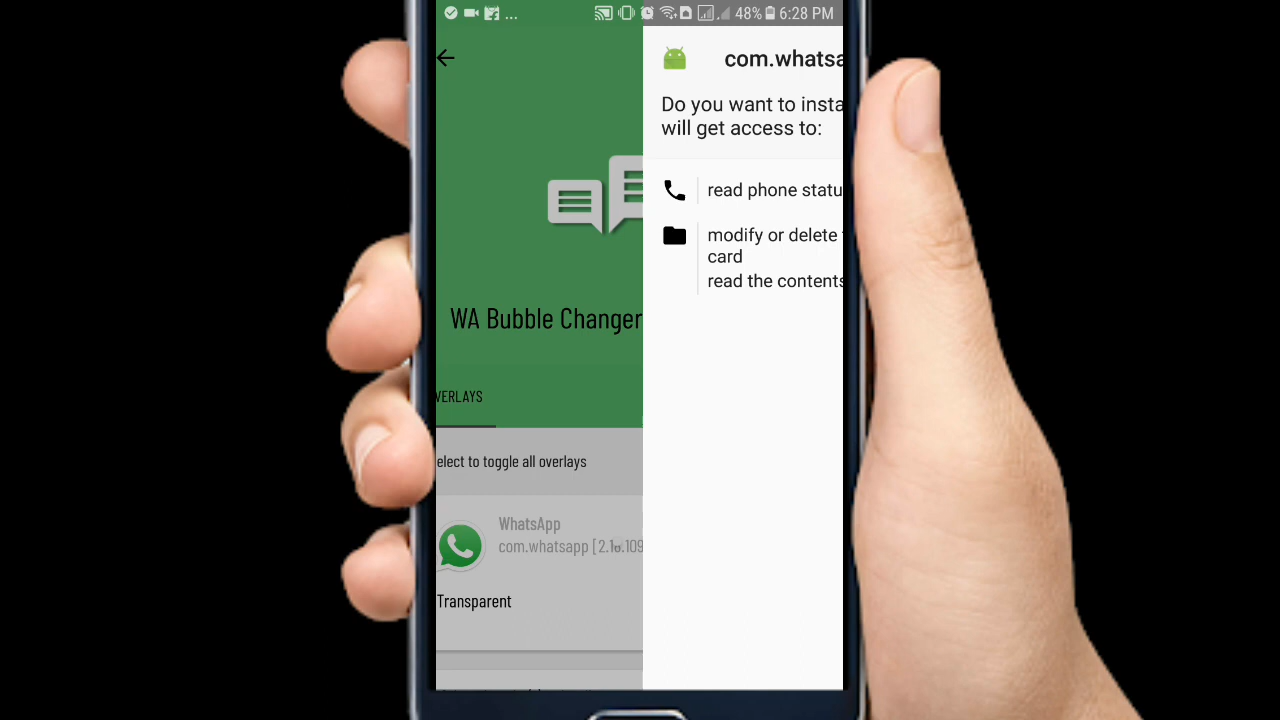 ... 48% 6:28 PM
com.whatsa
Do you want to insta
will get access to:
read phone statu
modify or delete
card
read the contents
WA Bubble Changer
VERLAYS
elect to toggle all overlays
WhatsApp
com.whatsapp
Transparent